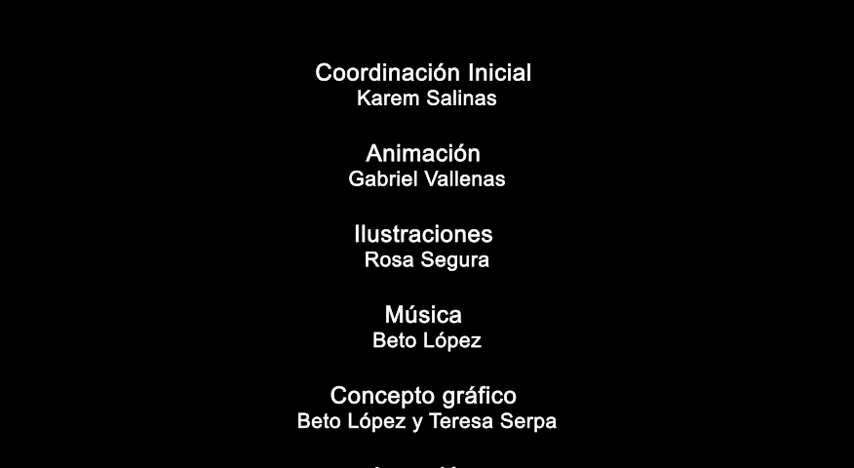 Coordinación Inicial
Karem Salinas
Animación
Gabriel Vallenas
Ilustraciones
Rosa Segura
Música
Beto López
Concepto gráfico
Beto López y Teresa Serpa